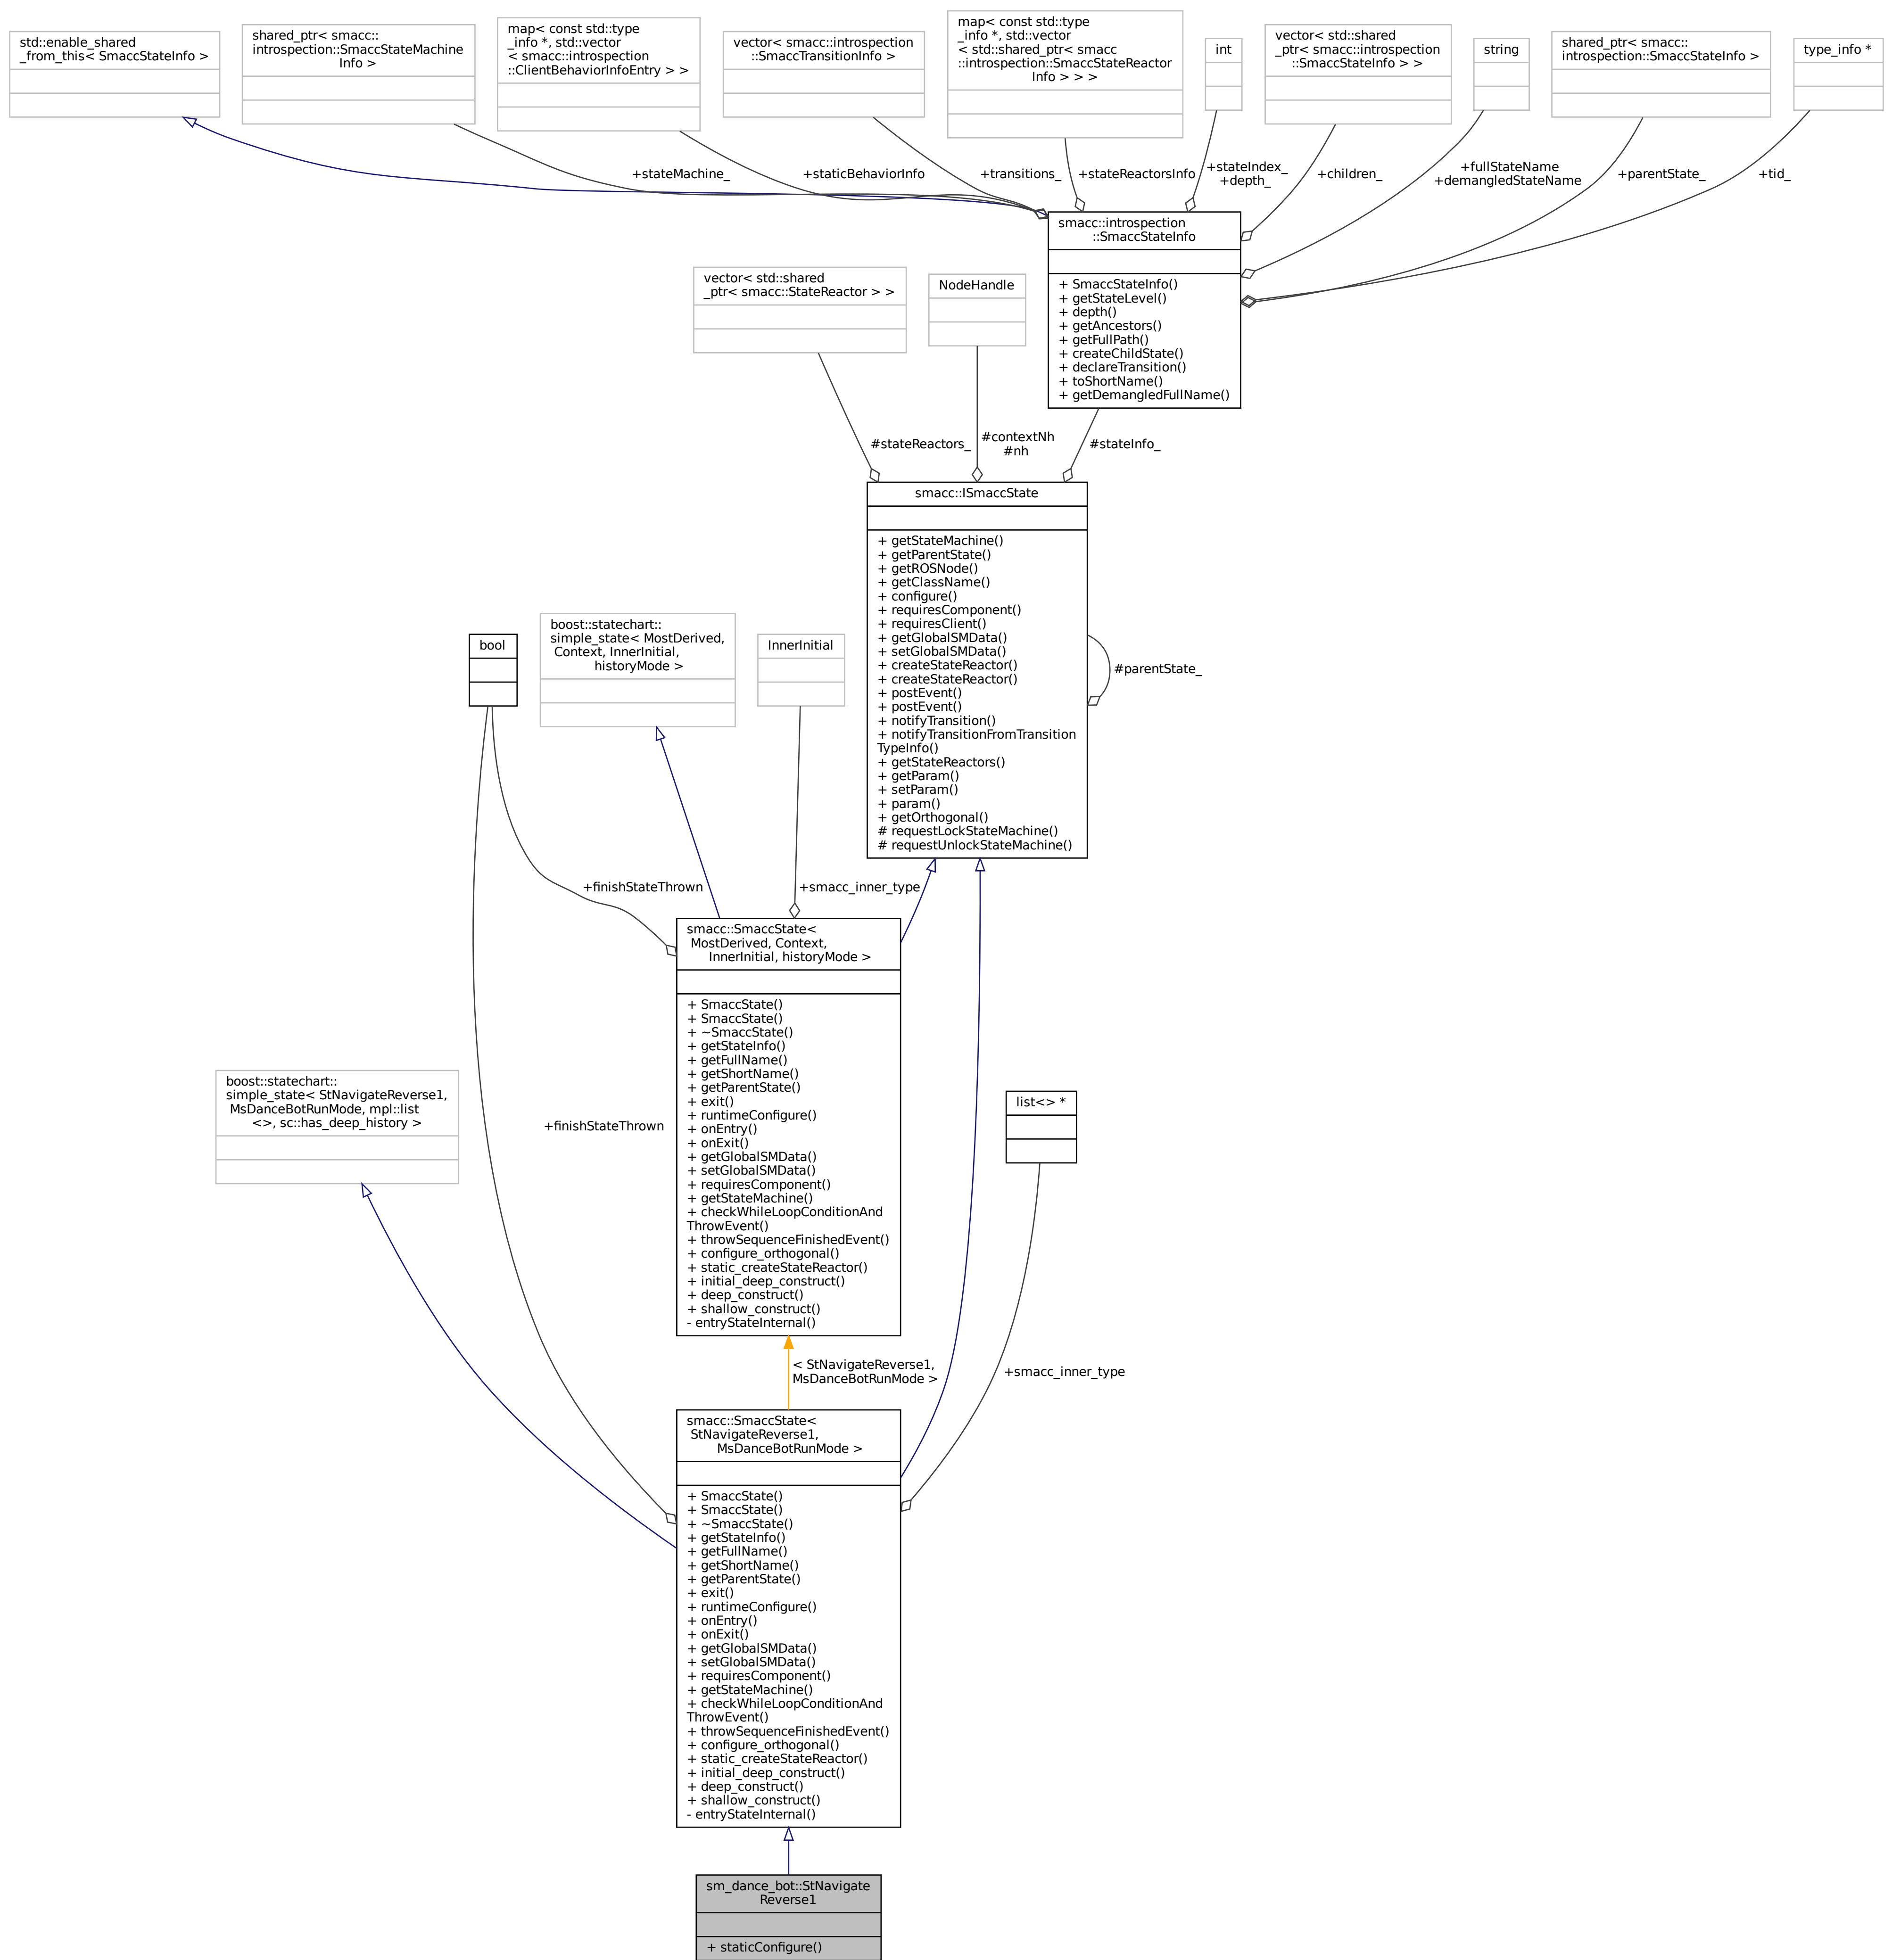 std::enable_shared
_from_this< SmaccStateInfo >
shared_ptr< smacc::
introspection::SmaccStateMachine
Info >
map< const std::type
_info *, std::vector
< smacc::introspection
::ClientBehaviorInfoEntry > >
vector< smacc::introspection
::SmaccTransitionInfo >
map< const std::type
_info *, std::vector
< std::shared_ptr< smacc
::introspection::SmaccStateReactor
Info > > >
int
vector< std::shared
_ptr< smacc::introspection
::SmaccStateInfo > >
string
shared_ptr< smacc::
introspection::SmaccStateInfo >
type_info *
+stateMachine_
+staticBehaviorInfo
+transitions_
+stateReactorsInfo
+stateIndex_
+depth_
+children_
+fullStateName
+demangledStateName
+parentState_
+tid_
smacc::introspection
::SmaccStateInfo
+ SmaccStateInfo()
+ getStateLevel()
+ depth()
+ getAncestors()
+ getFullPath()
+ createChildState()
+ declareTransition()
+ toShortName()
+ getDemangledFullName()
vector< std::shared
_ptr< smacc::StateReactor > >
NodeHandle
#stateReactors_
#contextNh
#nh
#stateInfo_
smacc::ISmaccState
+ getStateMachine()
+ getParentState()
+ getROSNode()
+ getClassName()
+ configure()
+ requiresComponent()
+ requiresClient()
+ getGlobalSMData()
+ setGlobalSMData()
+ createStateReactor()
+ createStateReactor()
+ postEvent()
+ postEvent()
+ notifyTransition()
+ notifyTransitionFromTransition
TypeInfo()
+ getStateReactors()
+ getParam()
+ setParam()
+ param()
+ getOrthogonal()
# requestLockStateMachine()
# requestUnlockStateMachine()
#parentState_
bool
boost::statechart::
simple_state< MostDerived,
Context, InnerInitial,
historyMode >
InnerInitial
+finishStateThrown
+smacc_inner_type
smacc::SmaccState<
MostDerived, Context,
InnerInitial, historyMode >
+ SmaccState()
+ SmaccState()
+ ~SmaccState()
+ getStateInfo()
+ getFullName()
+ getShortName()
+ getParentState()
+ exit()
+ runtimeConfigure()
+ onEntry()
+ onExit()
+ getGlobalSMData()
+ setGlobalSMData()
+ requiresComponent()
+ getStateMachine()
+ checkWhileLoopConditionAnd
ThrowEvent()
+ throwSequenceFinishedEvent()
+ configure_orthogonal()
+ static_createStateReactor()
+ initial_deep_construct()
+ deep_construct()
+ shallow_construct()
- entryStateInternal()
boost::statechart::
simple_state< StNavigateReverse1,
MsDanceBotRunMode, mpl::list
<>, sc::has_deep_history >
+finishStateThrown
list<> *
< StNavigateReverse1,
MsDanceBotRunMode >
+smacc_inner_type
smacc::SmaccState<
StNavigateReverse1,
MsDanceBotRunMode >
+ SmaccState()
+ SmaccState()
+ ~SmaccState()
+ getStateInfo()
+ getFullName()
+ getShortName()
+ getParentState()
+ exit()
+ runtimeConfigure()
+ onEntry()
+ onExit()
+ getGlobalSMData()
+ setGlobalSMData()
+ requiresComponent()
+ getStateMachine()
+ checkWhileLoopConditionAnd
ThrowEvent()
+ throwSequenceFinishedEvent()
+ configure_orthogonal()
+ static_createStateReactor()
+ initial_deep_construct()
+ deep_construct()
+ shallow_construct()
- entryStateInternal()
sm_dance_bot::StNavigate
Reverse1
+ staticConfigure()